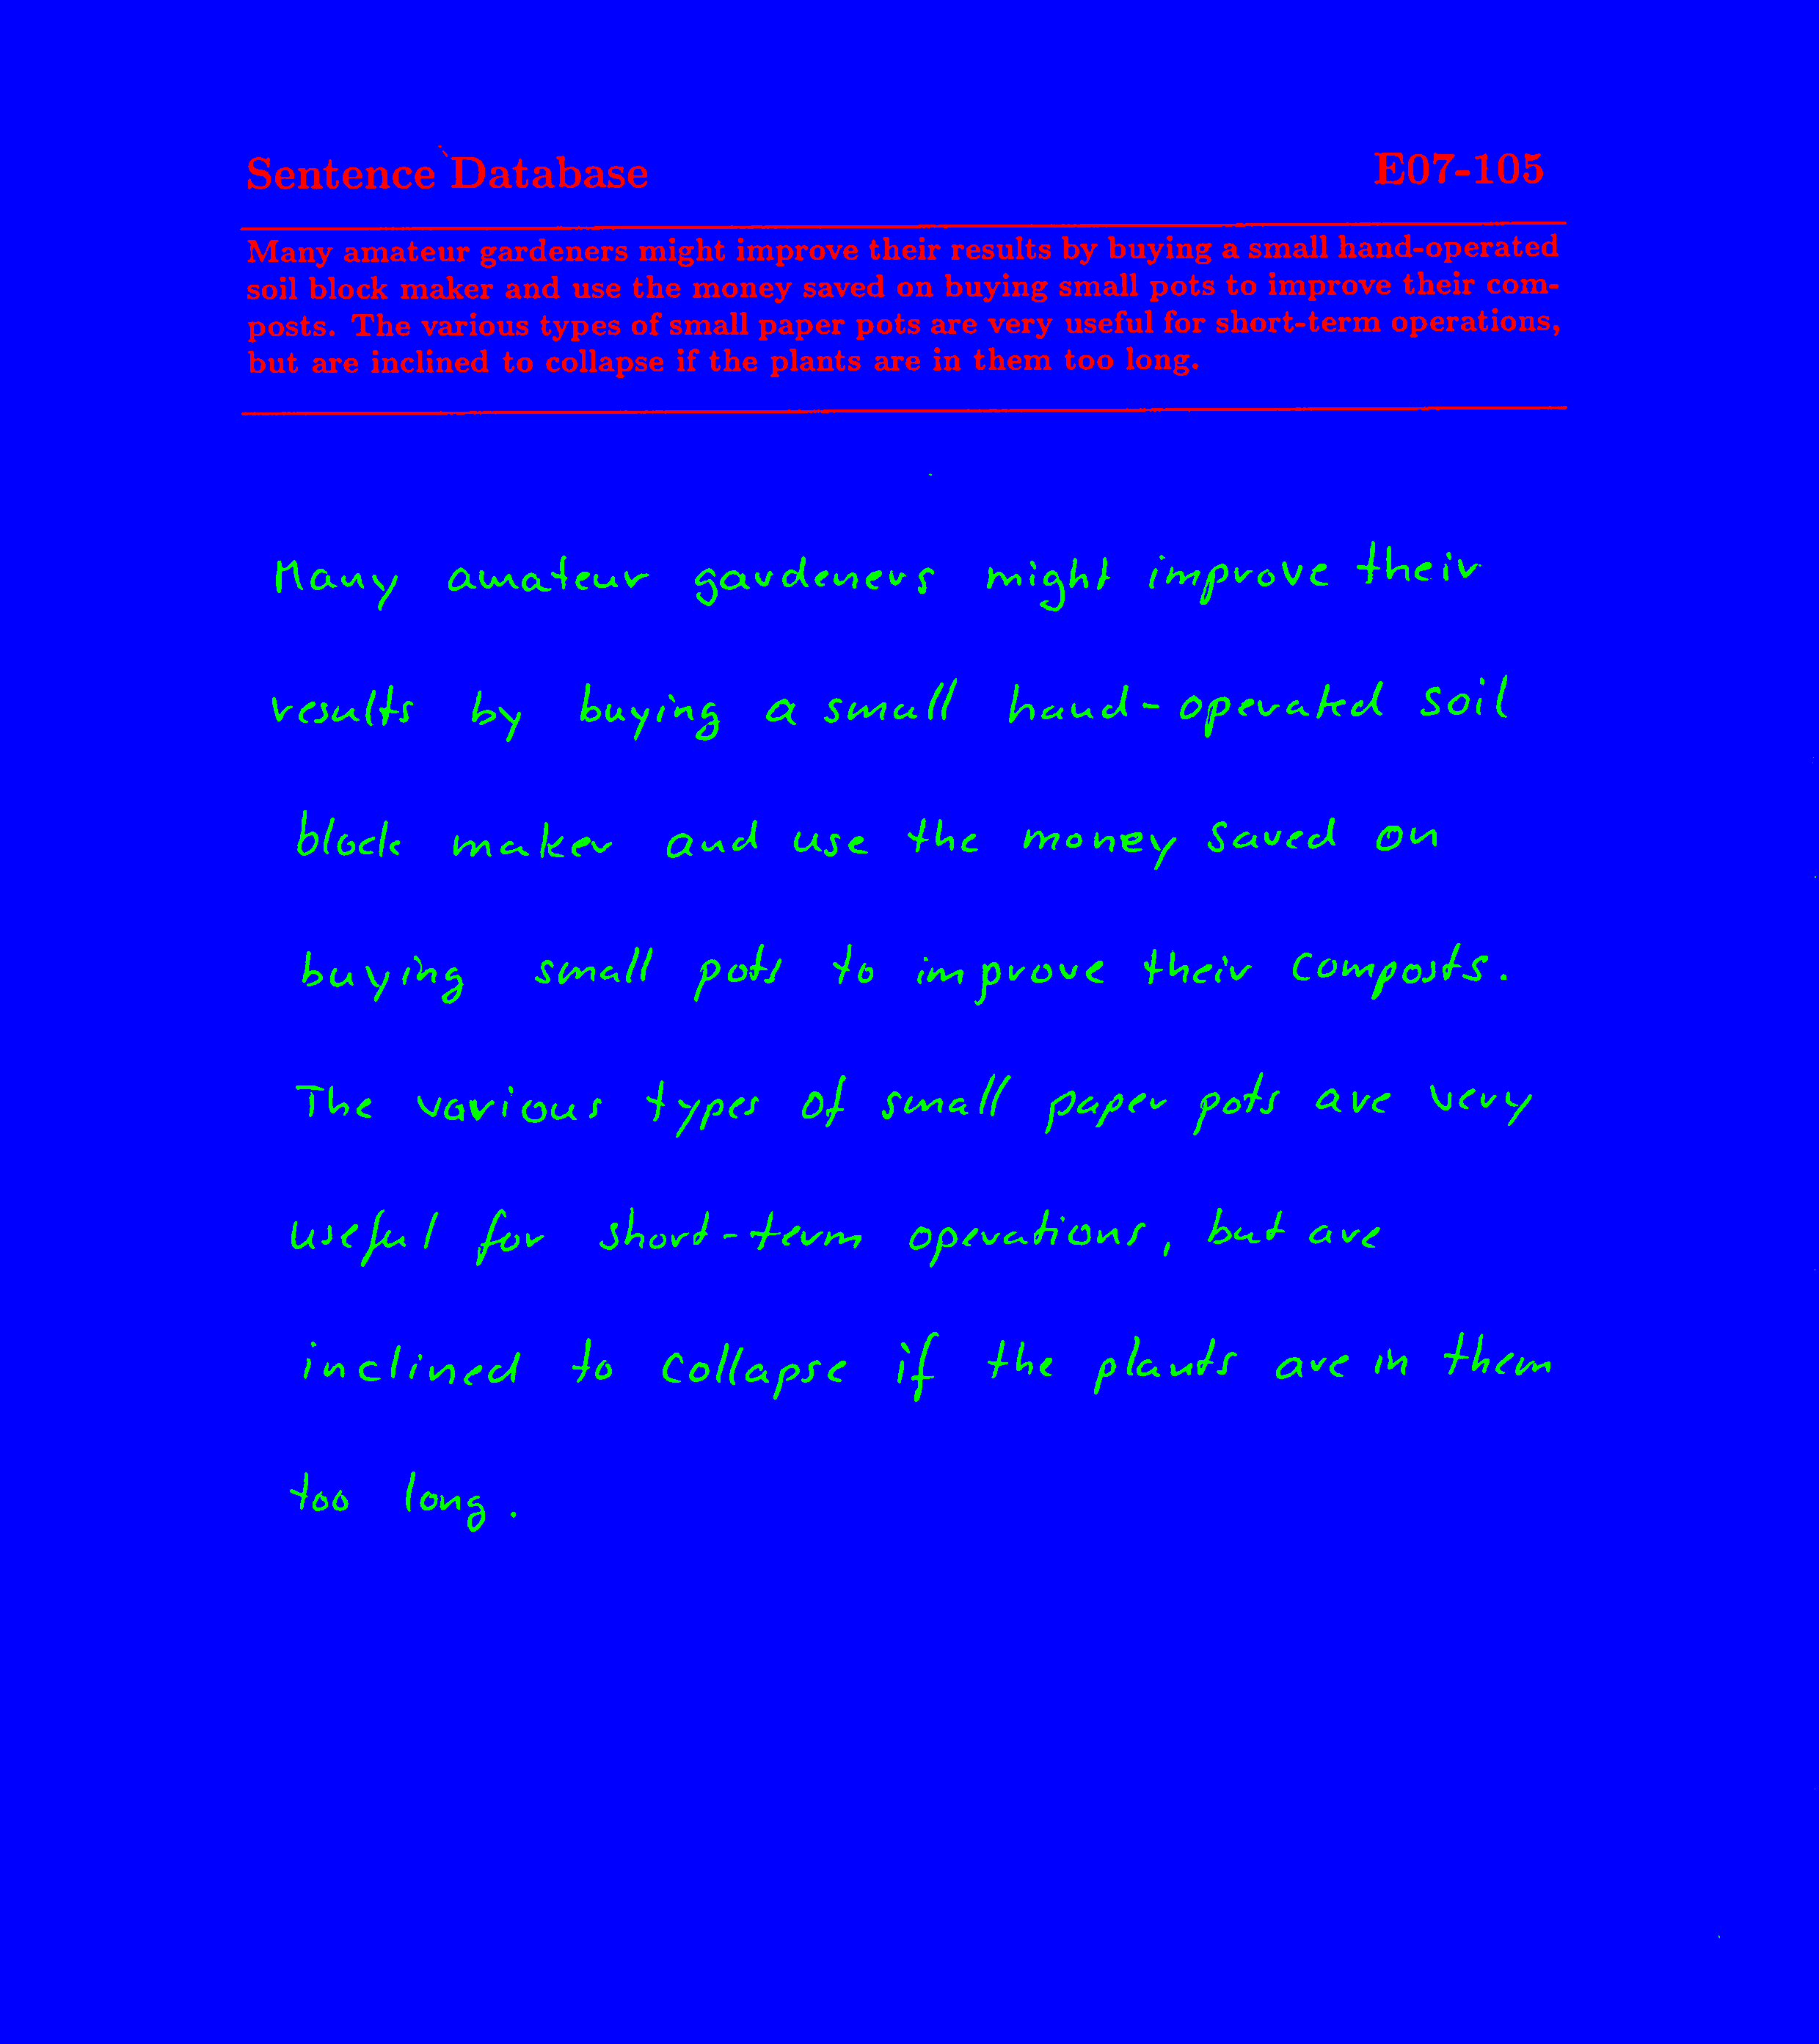 Sentence Database E07-105
Many amateur gardeners might improve their results by buying a small hand-operated
soil block maker and use the money saved on buying small pots to improve their com-
posts. The various types of small paper pots are very useful for short-term operations,
but are inclined to collapse if the plants are in them too long.
Many amateur gardeners might improve their
results by buying a small hand-operated soil
block maker and use the money saved on
buying small pots to improve their composts.
The various types of small paper pots are very
useful for short-term operations, but are
inclined to collapse if the plants are in them
too long.